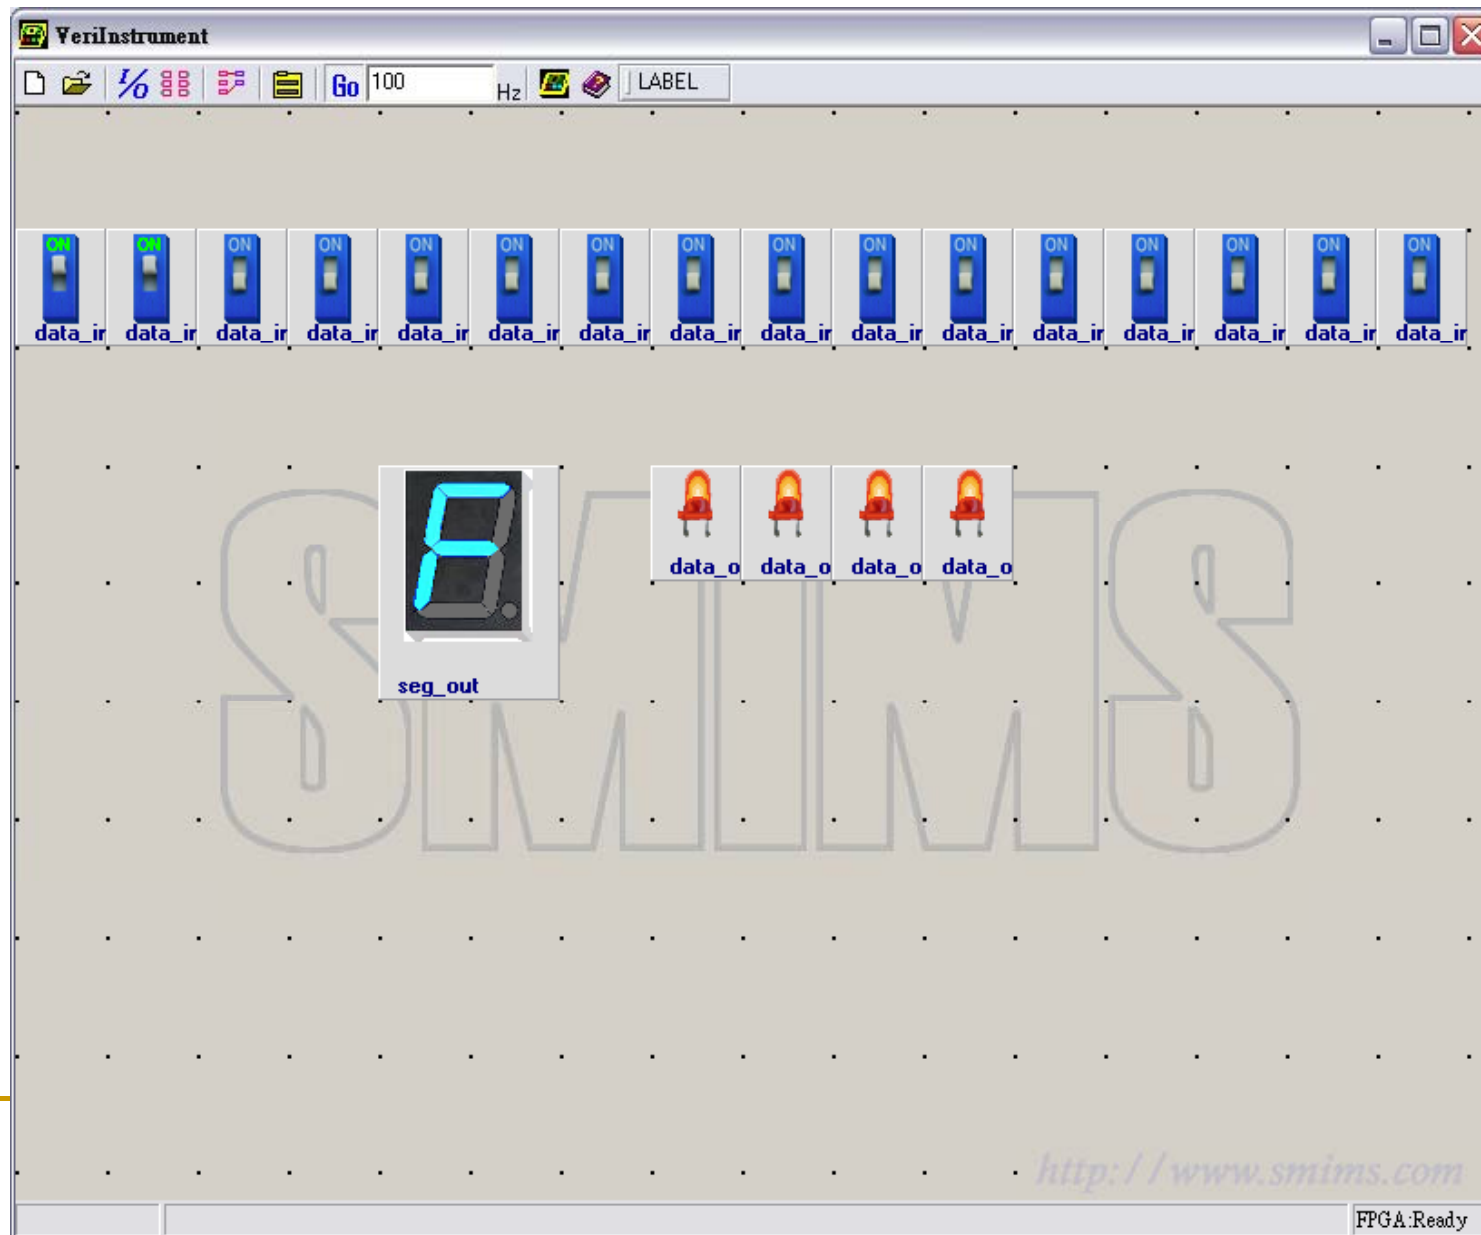 VeriInstrument
I/O Go 100 Hz LABEL
ON ON ON ON ON ON ON ON ON ON ON ON ON ON ON ON
data_ir data_ir data_ir data_ir data_ir data_ir data_ir data_ir data_ir data_ir data_ir data_ir data_ir data_ir data_ir data_ir
F
data_o data_o data_o data_o
seg_out
SMIMS
http://www.smims.com
FPGA:Ready